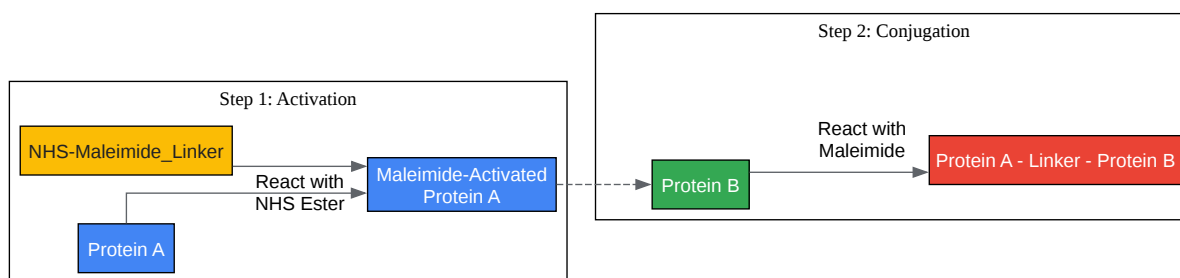 Step 1: Activation
NHS-Maleimide_Linker
React with
NHS Ester
Protein A
Maleimide-Activated
Protein A
Step 2: Conjugation
Protein B
React with
Maleimide
Protein A - Linker - Protein B